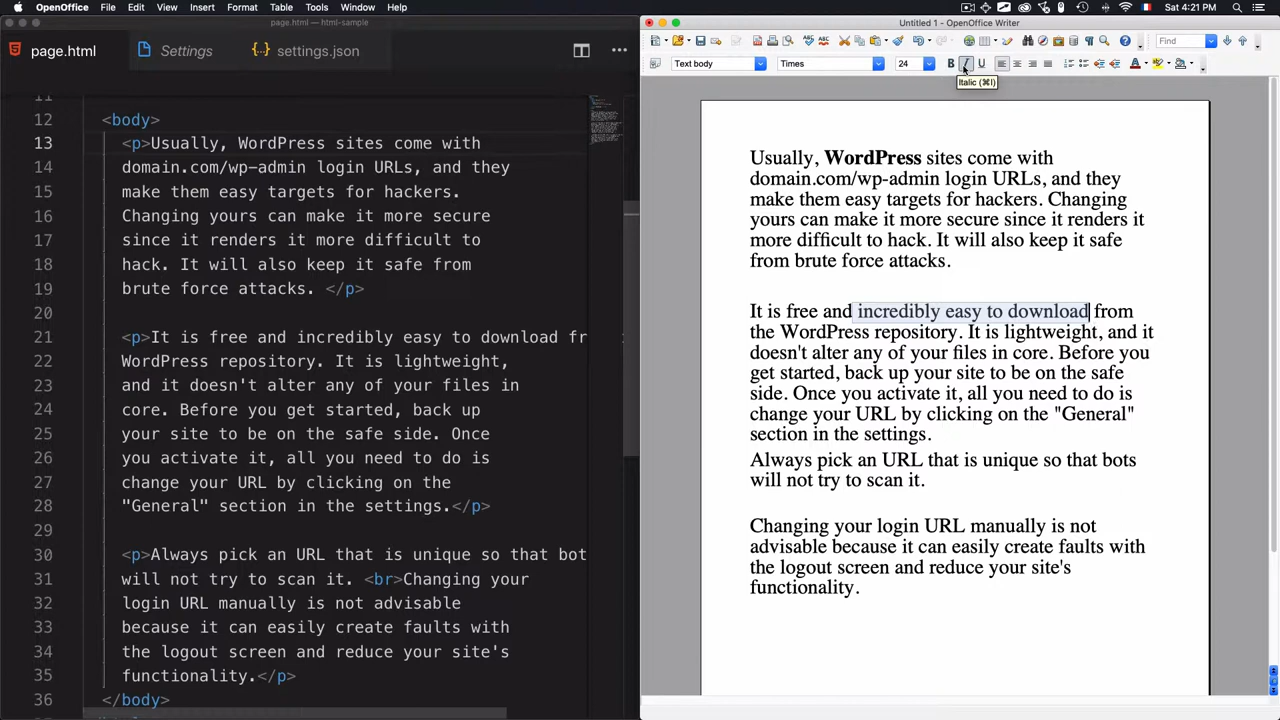 OpenOffice File Edit View Insert Format Table Tools Window Help
Sat 4:21 PM
page.html — html-sample
page.html Settings {.} settings.json
11
12 <body>
13 <p>Usually, WordPress sites come with
14 domain.com/wp-admin login URLs, and they
15 make them easy targets for hackers.
16 Changing yours can make it more secure
17 since it renders it more difficult to
18 hack. It will also keep it safe from
19 brute force attacks. </p>
20
21 <p>It is free and incredibly easy to download fr
22 WordPress repository. It is lightweight,
23 and it doesn't alter any of your files in
24 core. Before you get started, back up
25 your site to be on the safe side. Once
26 you activate it, all you need to do is
27 change your URL by clicking on the
28 "General" section in the settings.</p>
29
30 <p>Always pick an URL that is unique so that bot
31 will not try to scan it. <br>Changing your
32 login URL manually is not advisable
33 because it can easily create faults with
34 the logout screen and reduce your site's
35 functionality.</p>
36 </body>
Untitled 1 - OpenOffice Writer
Find
Text body Times 24 B I U
Italic (⌘I)
Usually, WordPress sites come with
domain.com/wp-admin login URLs, and they
make them easy targets for hackers. Changing
yours can make it more secure since it renders it
more difficult to hack. It will also keep it safe
from brute force attacks.
It is free and incredibly easy to download from
the WordPress repository. It is lightweight, and it
doesn't alter any of your files in core. Before you
get started, back up your site to be on the safe
side. Once you activate it, all you need to do is
change your URL by clicking on the "General"
section in the settings.
Always pick an URL that is unique so that bots
will not try to scan it.
Changing your login URL manually is not
advisable because it can easily create faults with
the logout screen and reduce your site's
functionality.